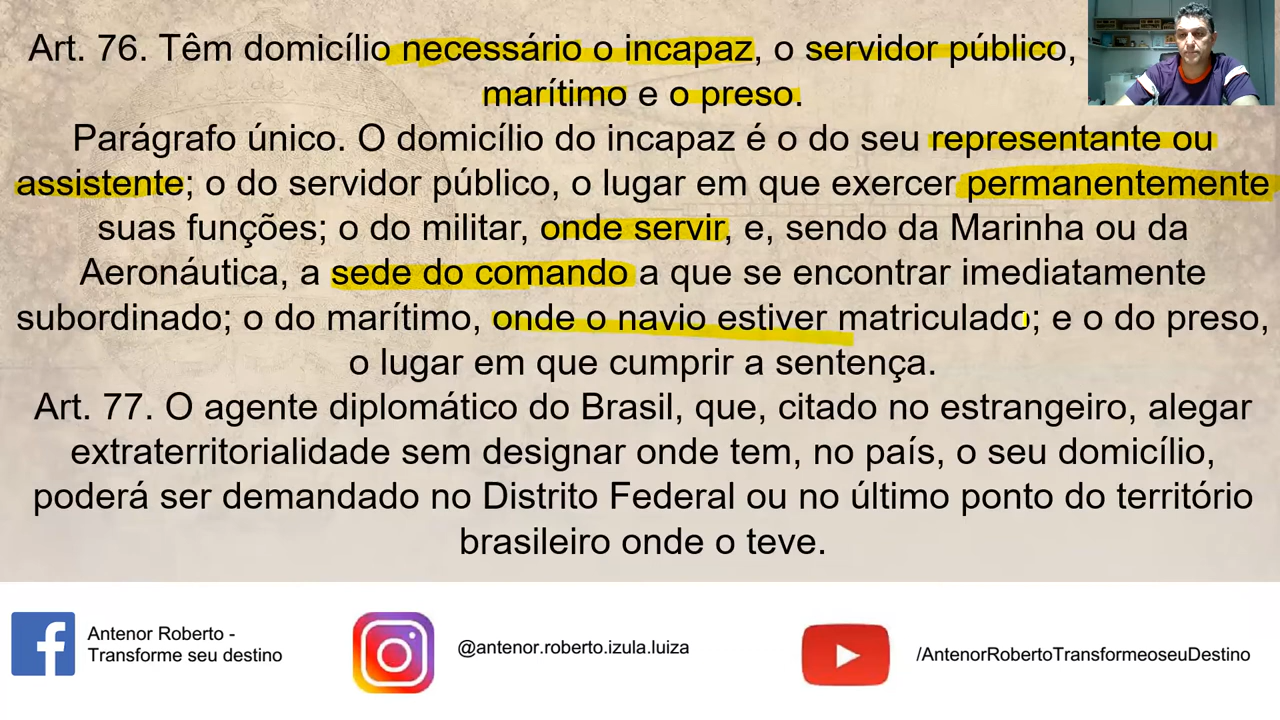 Art. 76. Têm domicílio necessário o incapaz, o servidor público,
marítimo e o preso.
Parágrafo único. O domicílio do incapaz é o do seu representante ou
assistente; o do servidor público, o lugar em que exercer permanentemente
suas funções; o do militar, onde servir, e, sendo da Marinha ou da
Aeronáutica, a sede do comando a que se encontrar imediatamente
subordinado; o do marítimo, onde o navio estiver matriculado; e o do preso,
o lugar em que cumprir a sentença.
Art. 77. O agente diplomático do Brasil, que, citado no estrangeiro, alegar
extraterritorialidade sem designar onde tem, no país, o seu domicílio,
poderá ser demandado no Distrito Federal ou no último ponto do território
brasileiro onde o teve.
Antenor Roberto -
Transforme seu destino
@antenor.roberto.izula.luiza
/AntenorRobertoTransformeoseuDestino